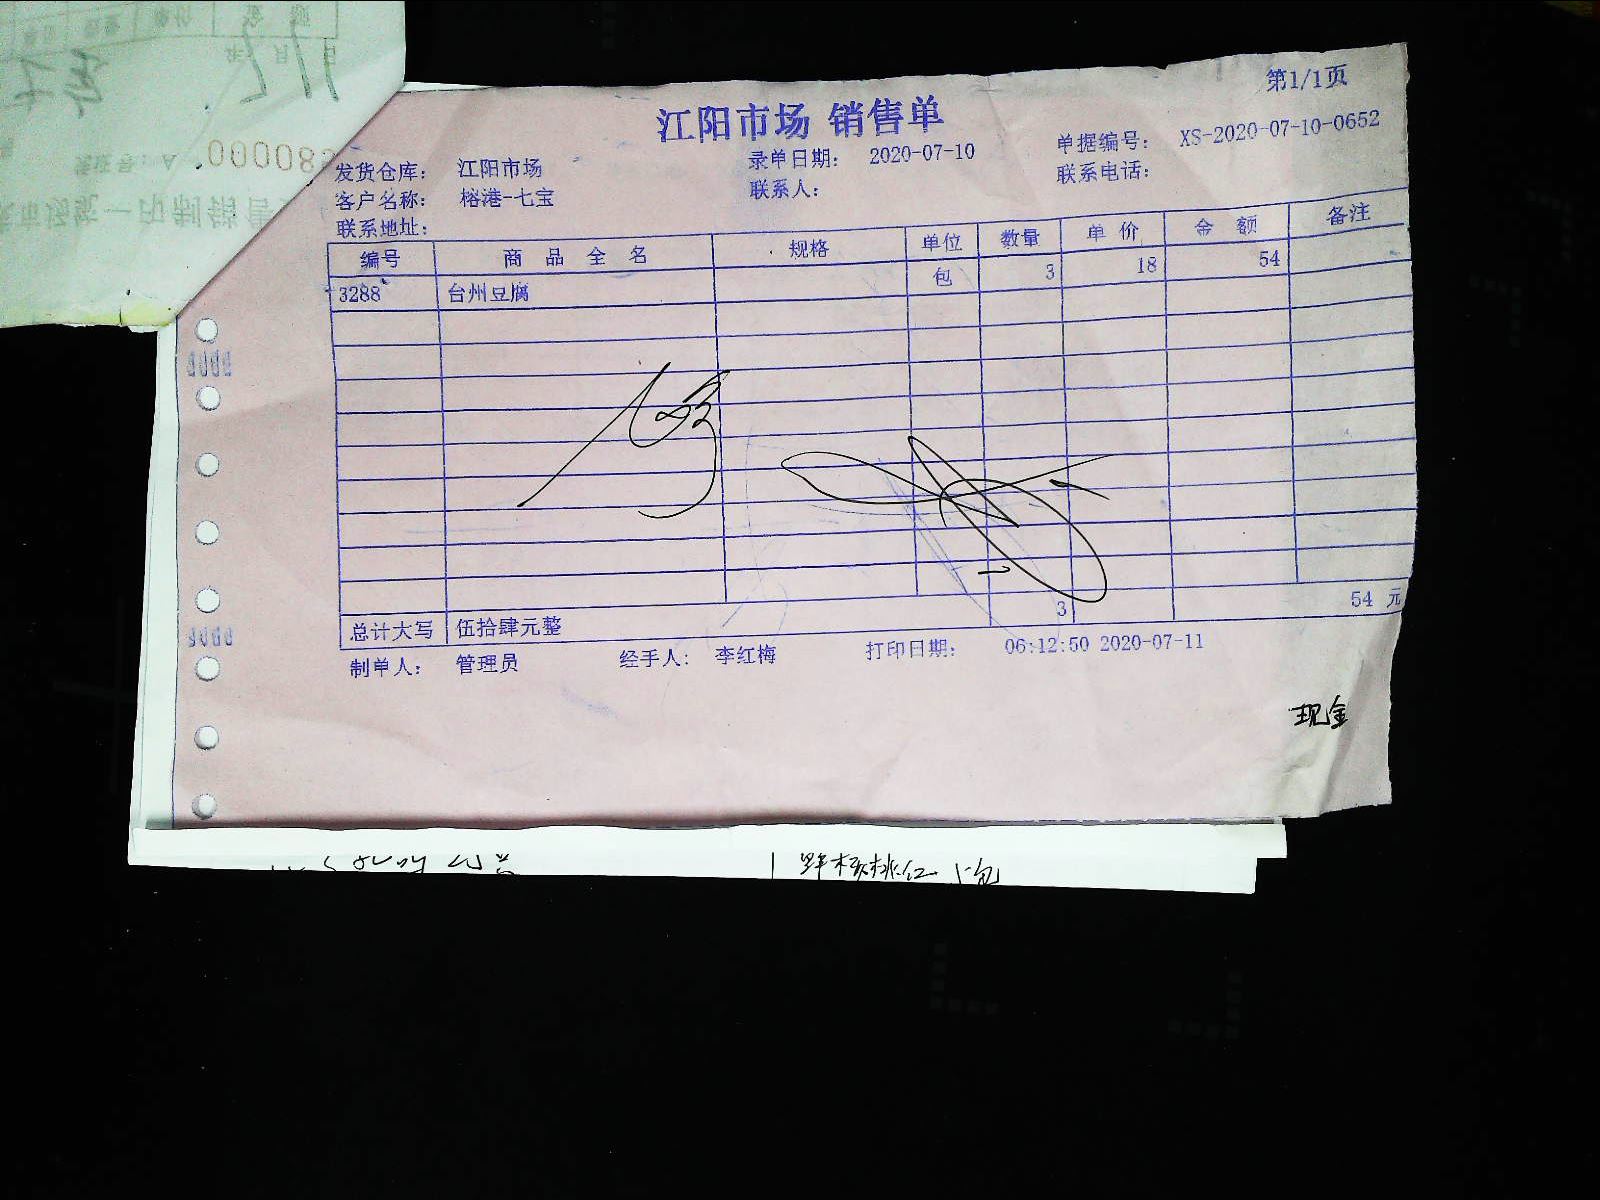 第1/1页
江阳市场 销售单
发货仓库： 江阳市场 录单日期： 2020-07-10 单据编号： XS-2020-07-10-0652
客户名称： 榕港-七宝 联系人： 联系电话：
联系地址：
编号 商品全名 规格 单位 数量 单价 金额 备注
3288 台州豆腐 包 3 18 54
3 54 元
总计大写 伍拾肆元整
制单人： 管理员 经手人： 李红梅 打印日期： 06:12:50 2020-07-11
现金